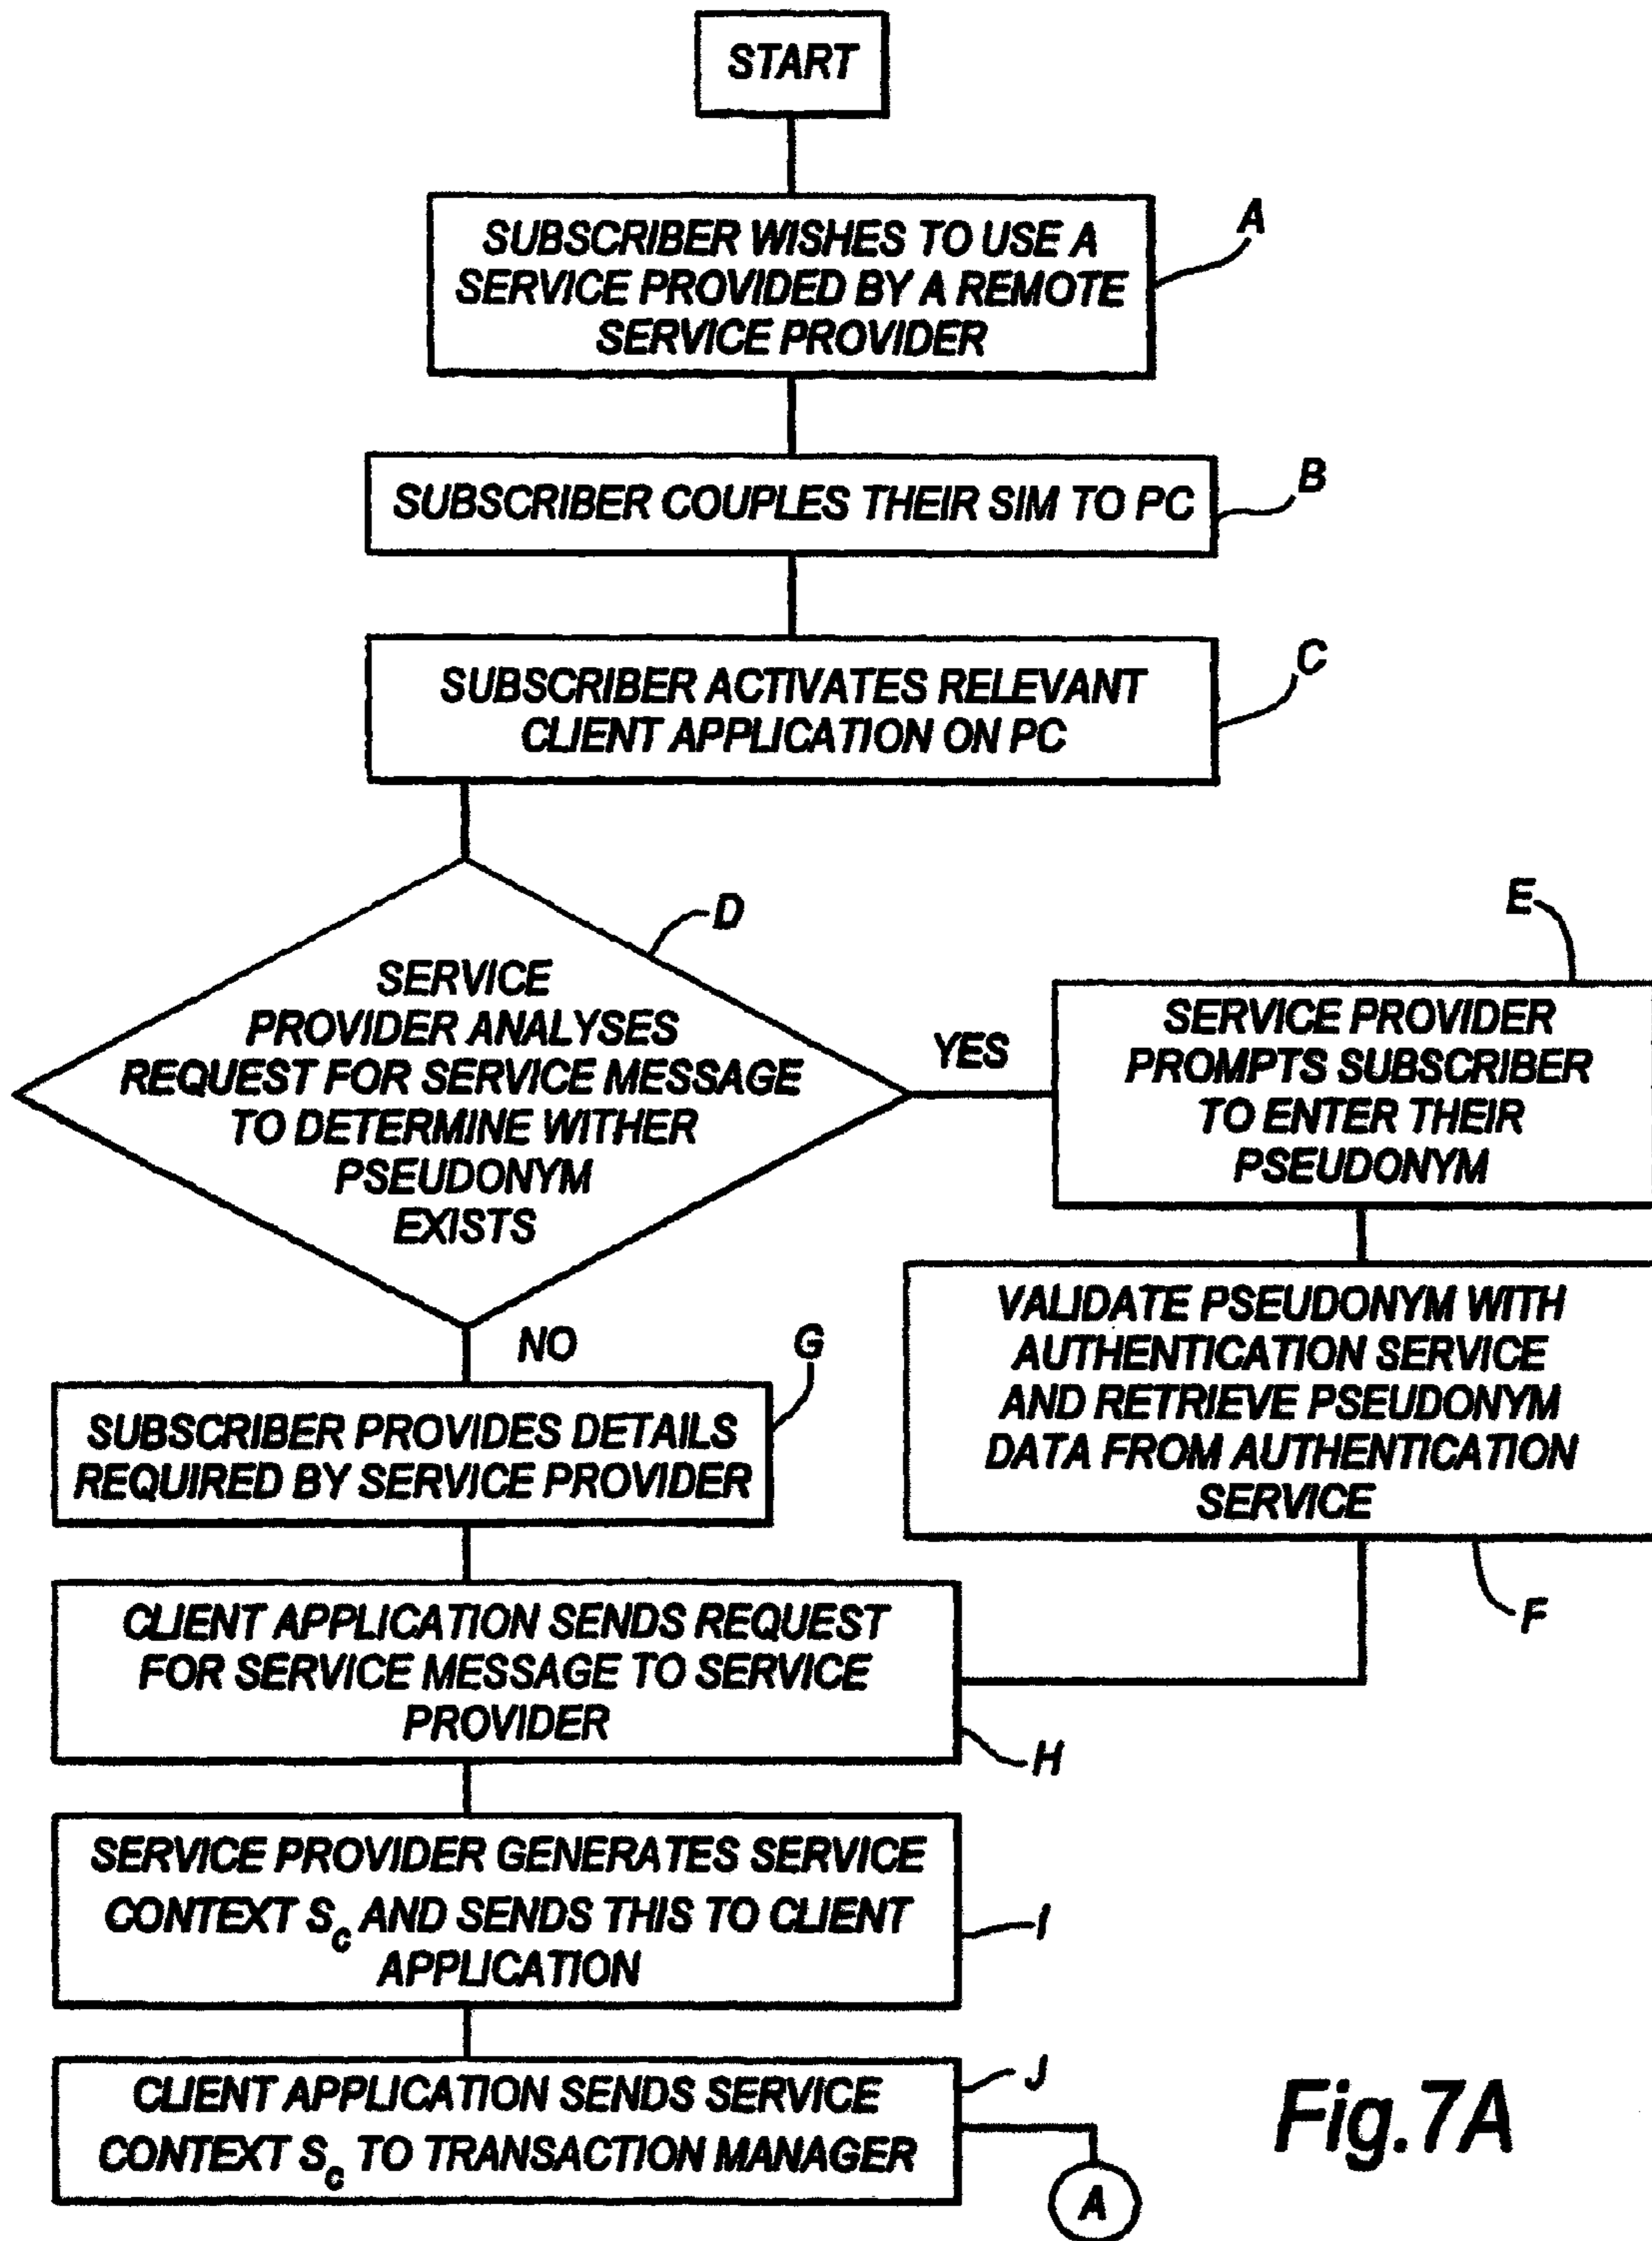 START
SUBSCRIBER WISHES TO USE A
SERVICE PROVIDED BY A REMOTE
SERVICE PROVIDER
A
SUBSCRIBER COUPLES THEIR SIM TO PC
B
SUBSCRIBER ACTIVATES RELEVANT
CLIENT APPLICATION ON PC
C
SERVICE
PROVIDER ANALYSES
REQUEST FOR SERVICE MESSAGE
TO DETERMINE WITHER
PSEUDONYM
EXISTS
D
YES
SERVICE PROVIDER
PROMPTS SUBSCRIBER
TO ENTER THEIR
PSEUDONYM
E
VALIDATE PSEUDONYM WITH
AUTHENTICATION SERVICE
AND RETRIEVE PSEUDONYM
DATA FROM AUTHENTICATION
SERVICE
F
NO
SUBSCRIBER PROVIDES DETAILS
REQUIRED BY SERVICE PROVIDER
G
CLIENT APPLICATION SENDS REQUEST
FOR SERVICE MESSAGE TO SERVICE
PROVIDER
H
SERVICE PROVIDER GENERATES SERVICE
CONTEXT Sc AND SENDS THIS TO CLIENT
APPLICATION
I
CLIENT APPLICATION SENDS SERVICE
CONTEXT Sc TO TRANSACTION MANAGER
J
A
Fig.7A